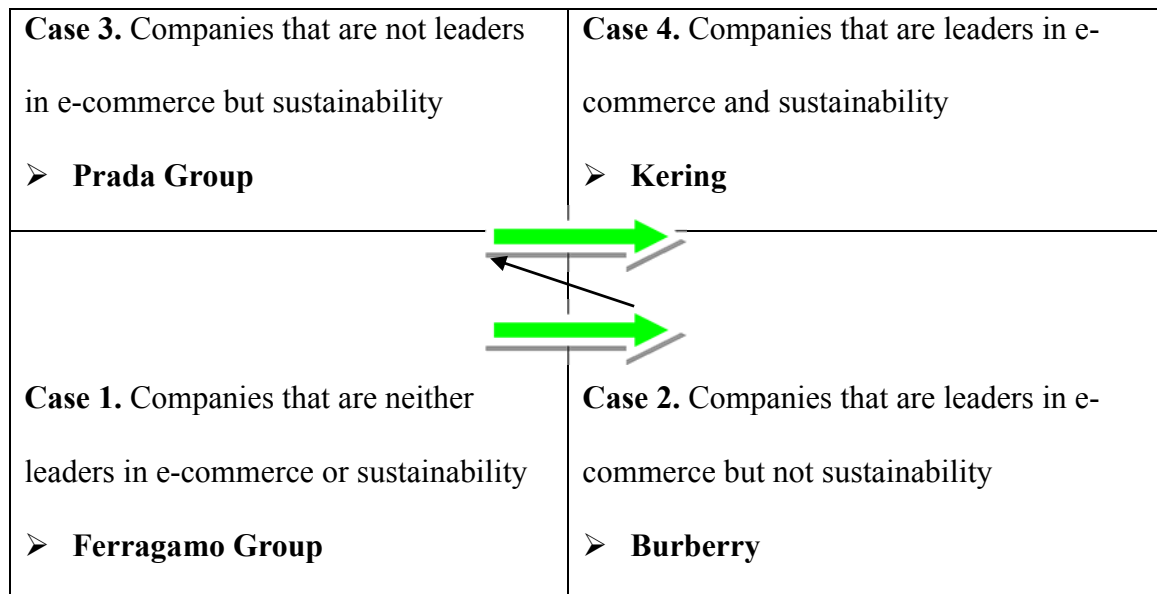 Case 3. Companies that are not leaders
in e-commerce but sustainability
➢ Prada Group
Case 4. Companies that are leaders in e-
commerce and sustainability
➢ Kering
Case 1. Companies that are neither
leaders in e-commerce or sustainability
➢ Ferragamo Group
Case 2. Companies that are leaders in e-
commerce but not sustainability
➢ Burberry